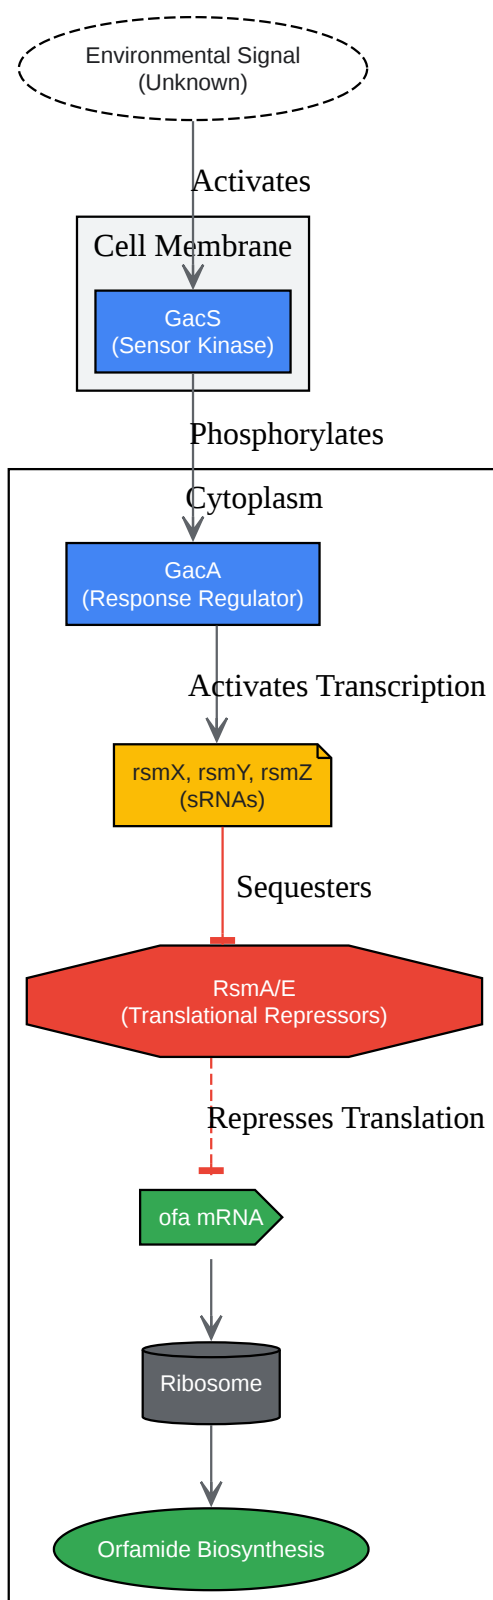 Environmental Signal
(Unknown)
Activates
Cell Membrane
GacS
(Sensor Kinase)
Phosphorylates
Cytoplasm
GacA
(Response Regulator)
Activates Transcription
rsmX, rsmY, rsmZ
(sRNAs)
Sequesters
RsmA/E
(Translational Repressors)
Represses Translation
ofa mRNA
Ribosome
Orfamide Biosynthesis